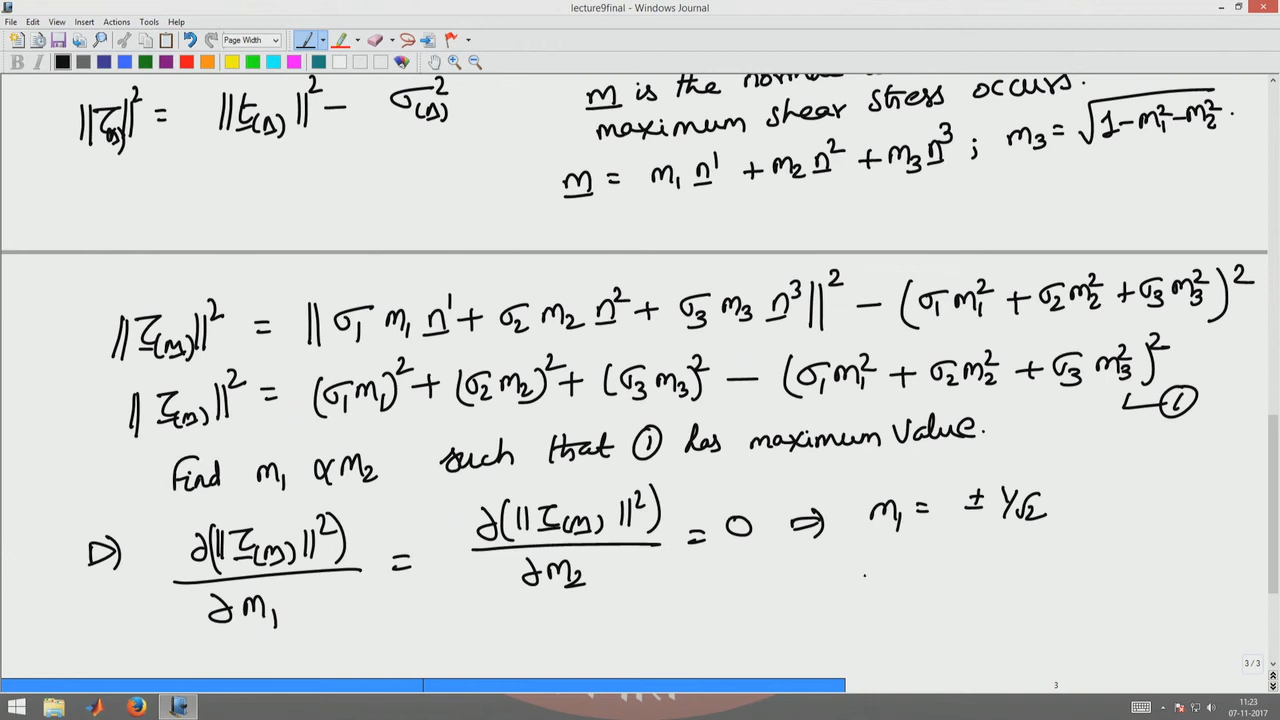 lecture9final - Windows Journal
File Edit View Insert Actions Tools Help
Page Width
B I
m is the normal
maximum shear stress occurs.
||τ(n)||² = ||t(n)||² - σ(n)²
m = m₁ n¹ + m₂ n² + m₃ n³ ; m₃ = √(1-m₁²-m₂²) .
||τ(m)||² = ||σ₁ m₁ n¹ + σ₂ m₂ n² + σ₃ m₃ n³||² - (σ₁m₁² + σ₂m₂² + σ₃m₃²)²
||τ(m)||² = (σ₁m₁)² + (σ₂m₂)² + (σ₃m₃)² - (σ₁m₁² + σ₂m₂² + σ₃m₃²)²
①
Find m₁ & m₂ such that ① has maximum value.
⇒ ∂(||τ(m)||²)/∂m₁ = ∂(||τ(m)||²)/∂m₂ = 0 ⇒ m₁ = ± 1/√2
3/3
3
11:23
07-11-2017